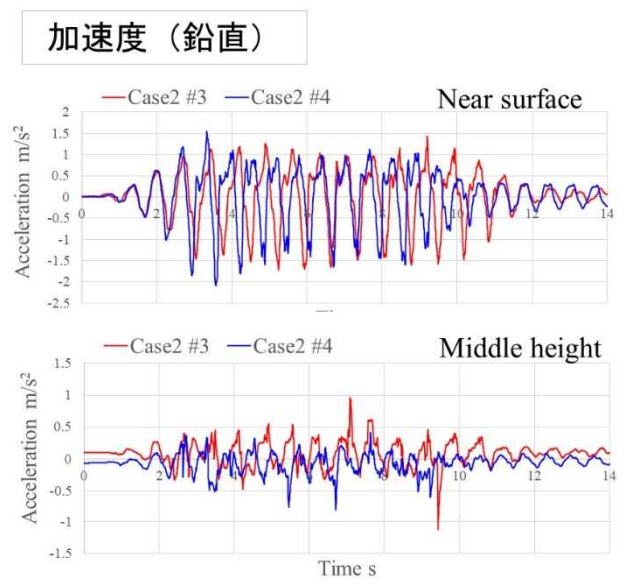 加速度（鉛直）
Case2 #3 Case2 #4 Near surface
Acceleration m/s²
2
1.5
1
0.5
0
-0.5
-1
-1.5
-2
-2.5
0 2 4 6 8 10 12 14
Case2 #3 Case2 #4 Middle height
Acceleration m/s²
1.5
1
0.5
0
-0.5
-1
-1.5
0 2 4 6 8 10 12 14
Time s